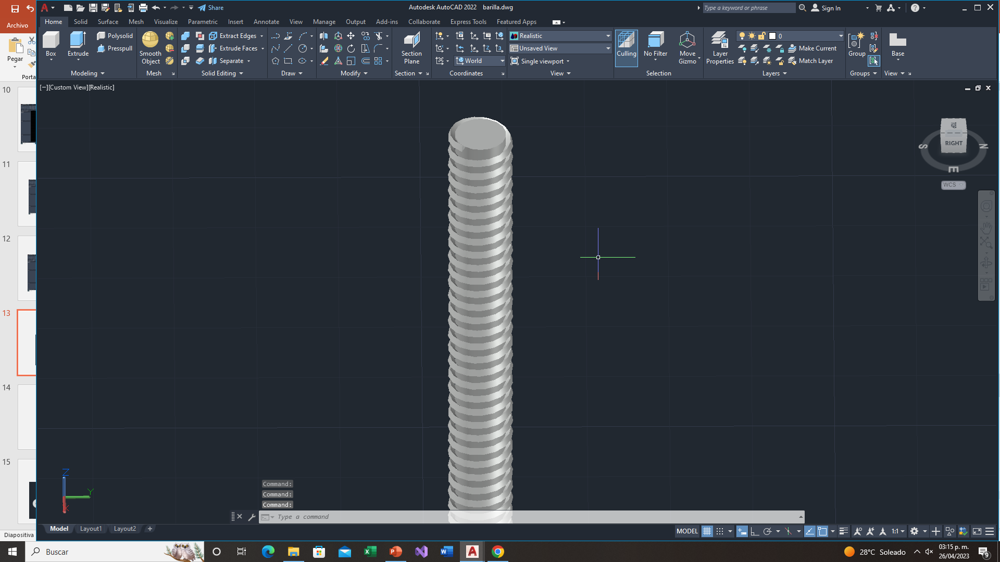 Autodesk AutoCAD 2022 barilla.dwg
Share
Type a keyword or phrase
Sign In
Archivo
Home Solid Surface Mesh Visualize Parametric Insert Annotate View Manage Output Add-ins Collaborate Express Tools Featured Apps
Pegar
Porta
Box
Extrude
Polysolid
Presspull
Smooth
Object
Extract Edges
Extrude Faces
Separate
Section
Plane
World
Realistic
Unsaved View
Single viewport
Culling
No Filter
Move
Gizmo
Layer
Properties
0
Make Current
Match Layer
Group
Base
Modeling Mesh Solid Editing Draw Modify Section Coordinates View Selection Layers Groups View
[−][Custom View][Realistic]
10
11
12
13
14
15
TOP
RIGHT
S
N
E
WCS
Z
Y
X
Command:
Command:
Command:
Type a command
Model Layout1 Layout2
MODEL
1:1
Diapositiva
Buscar
28°C Soleado
03:15 p. m.
26/04/2023
9